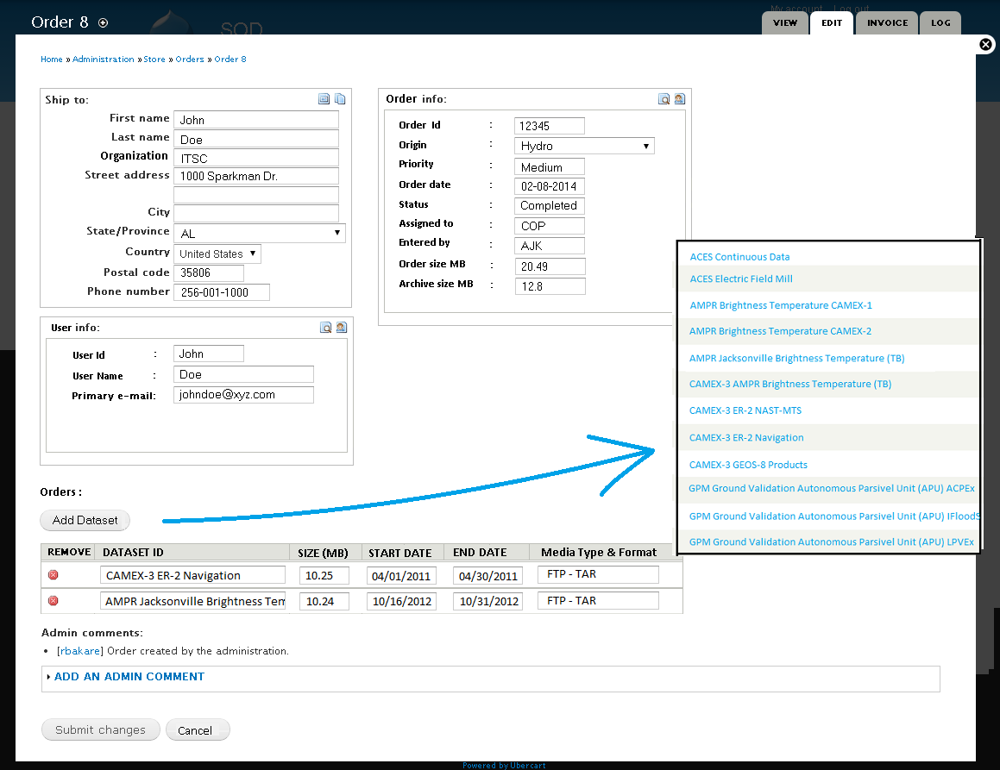 My account Log out
Order 8
SOD
VIEW EDIT INVOICE LOG
Home » Administration » Store » Orders » Order 8
Ship to:
First name John
Last name Doe
Organization ITSC
Street address 1000 Sparkman Dr.
City
State/Province AL
Country United States
Postal code 35806
Phone number 256-001-1000
Order info:
Order Id : 12345
Origin : Hydro
Priority : Medium
Order date : 02-08-2014
Status : Completed
Assigned to : COP
Entered by : AJK
Order size MB : 20.49
Archive size MB : 12.8
User info:
User Id : John
User Name : Doe
Primary e-mail: johndoe@xyz.com
ACES Continuous Data
ACES Electric Field Mill
AMPR Brightness Temperature CAMEX-1
AMPR Brightness Temperature CAMEX-2
AMPR Jacksonville Brightness Temperature (TB)
CAMEX-3 AMPR Brightness Temperature (TB)
CAMEX-3 ER-2 NAST-MTS
CAMEX-3 ER-2 Navigation
CAMEX-3 GEOS-8 Products
GPM Ground Validation Autonomous Parsivel Unit (APU) ACPEx
GPM Ground Validation Autonomous Parsivel Unit (APU) IFloodS
GPM Ground Validation Autonomous Parsivel Unit (APU) LPVEx
Orders :
Add Dataset
REMOVE DATASET ID SIZE (MB) START DATE END DATE Media Type & Format
CAMEX-3 ER-2 Navigation 10.25 04/01/2011 04/30/2011 FTP - TAR
AMPR Jacksonville Brightness Tem 10.24 10/16/2012 10/31/2012 FTP - TAR
Admin comments:
• [rbakare] Order created by the administration.
ADD AN ADMIN COMMENT
Submit changes Cancel
Powered by Ubercart